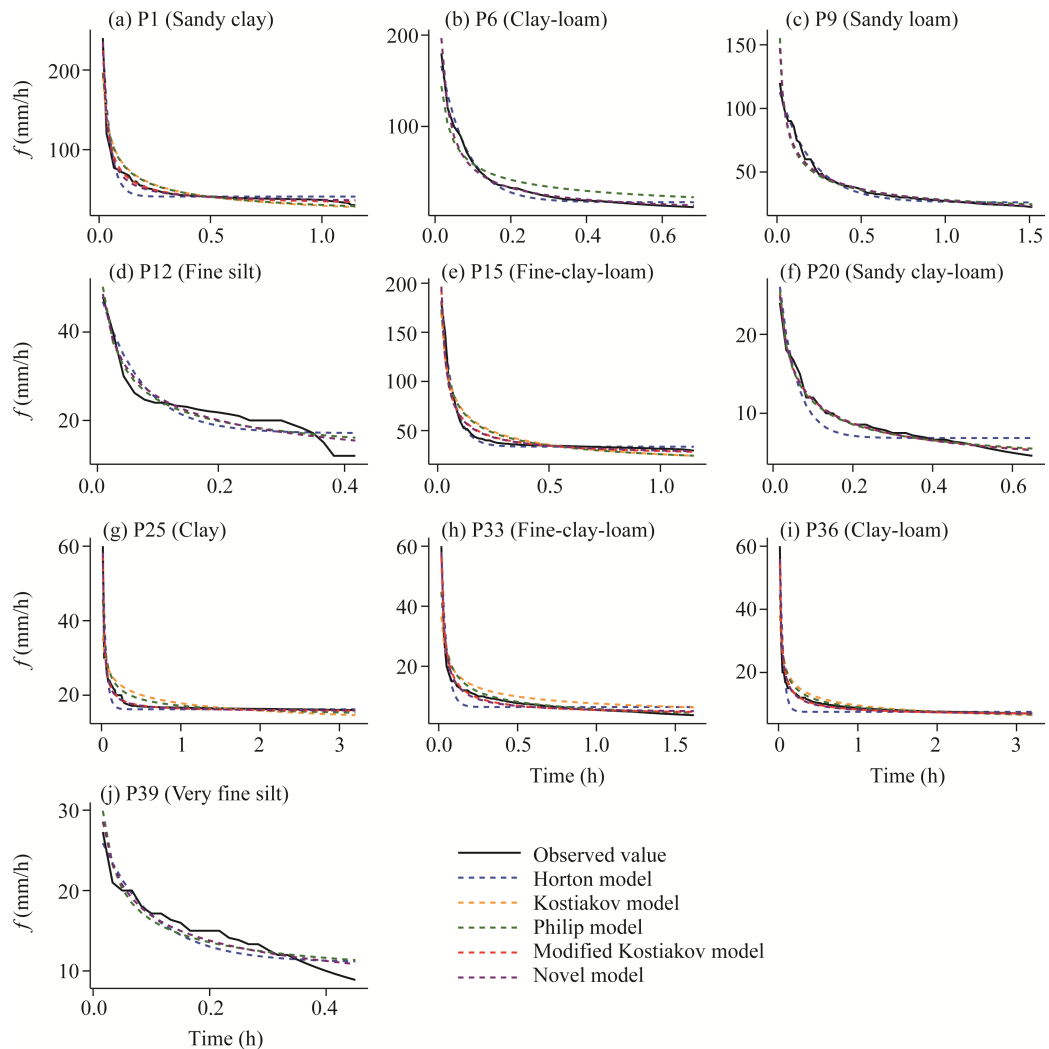 (a) P1 (Sandy clay)
(b) P6 (Clay-loam)
(c) P9 (Sandy loam)
f (mm/h)
200
100
0.0 0.5 1.0
200
100
0.0 0.2 0.4 0.6
150
100
50
0.0 0.5 1.0 1.5
(d) P12 (Fine silt)
(e) P15 (Fine-clay-loam)
(f) P20 (Sandy clay-loam)
f (mm/h)
40
20
0.0 0.2 0.4
200
150
100
50
0.0 0.5 1.0
20
10
0.0 0.2 0.4 0.6
(g) P25 (Clay)
(h) P33 (Fine-clay-loam)
(i) P36 (Clay-loam)
f (mm/h)
60
40
20
0 1 2 3
60
40
20
0.0 0.5 1.0 1.5
Time (h)
60
40
20
0 1 2 3
Time (h)
(j) P39 (Very fine silt)
f (mm/h)
30
20
10
0.0 0.2 0.4
Time (h)
Observed value
Horton model
Kostiakov model
Philip model
Modified Kostiakov model
Novel model